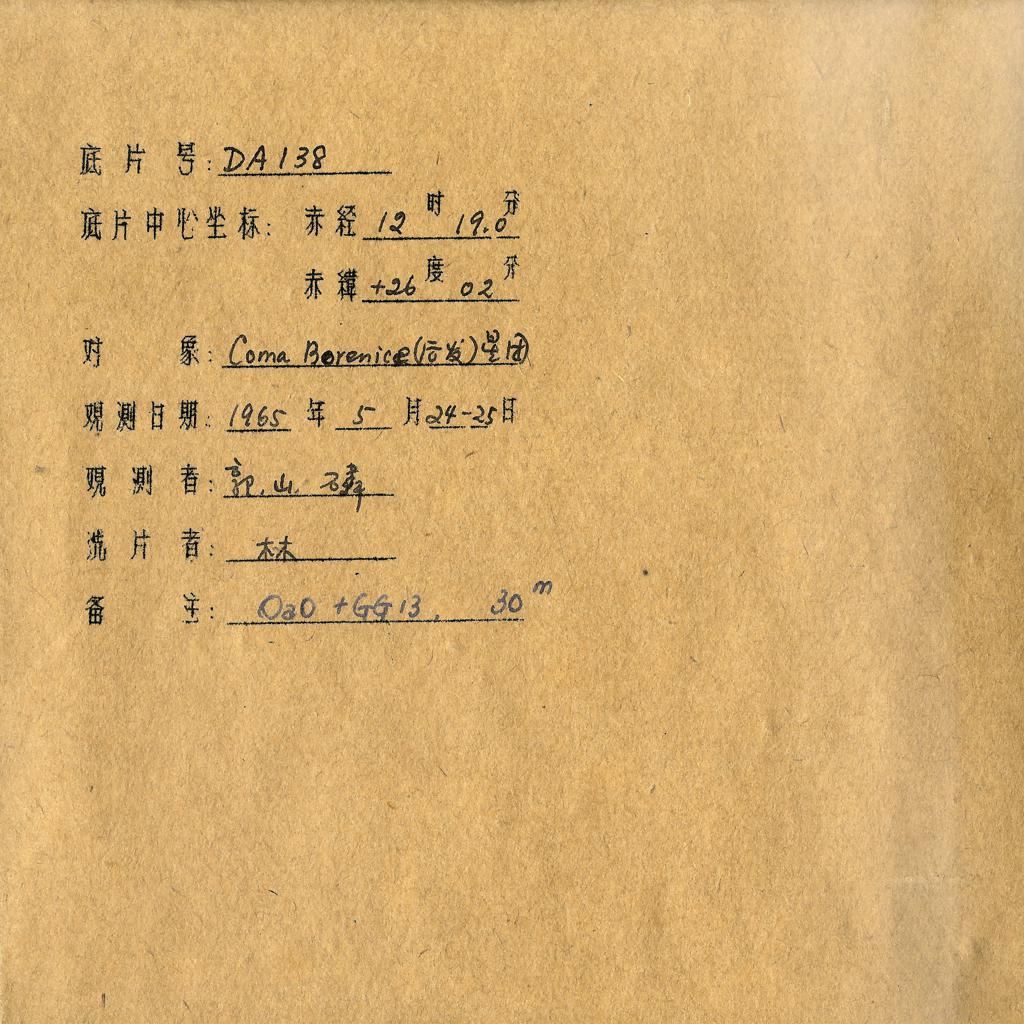 底片号: DA138
底片中心坐标: 赤经 12 时 19.0 分
赤纬 +26 度 02 分
对象: Coma Berenice(后发)星团
观测日期: 1965 年 5 月 24-25 日
观测者: 郭. 山.
洗片者: 林
备注: OaO + GG13, 30m